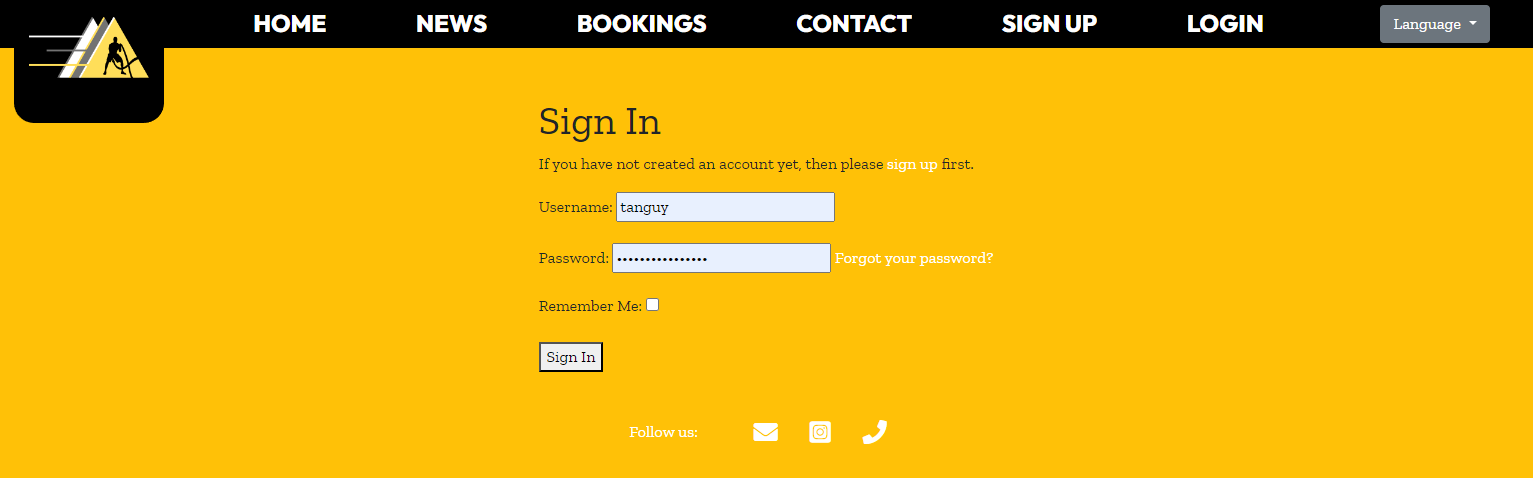 HOME NEWS BOOKINGS CONTACT SIGN UP LOGIN Language
Sign In
If you have not created an account yet, then please sign up first.
Username: tanguy
Password: •••••••••••••••• Forgot your password?
Remember Me:
Sign In
Follow us: